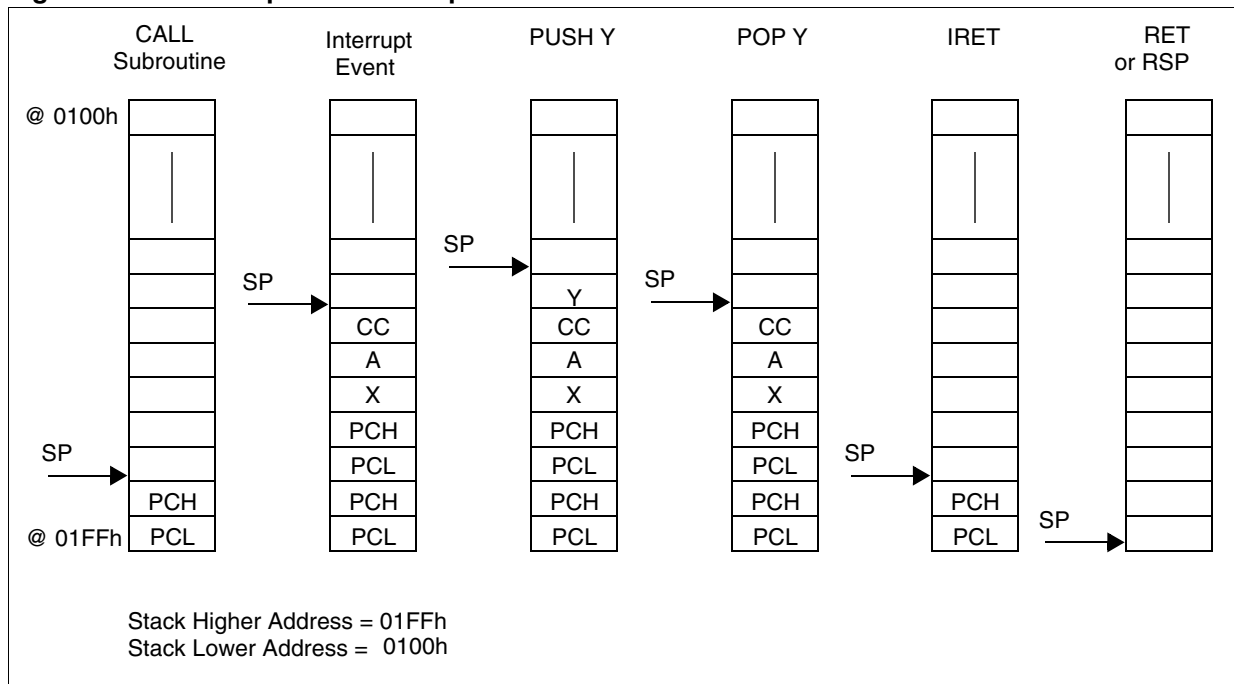 CALL
Subroutine
Interrupt
Event
PUSH Y
POP Y
IRET
RET
or RSP
@ 0100h
SP
SP
SP
Y
CC
CC
CC
A
A
A
X
X
X
PCH
PCH
PCH
SP
SP
PCL
PCL
PCL
PCH
PCH
PCH
PCH
PCH
SP
@ 01FFh
PCL
PCL
PCL
PCL
PCL
Stack Higher Address = 01FFh
Stack Lower Address = 0100h